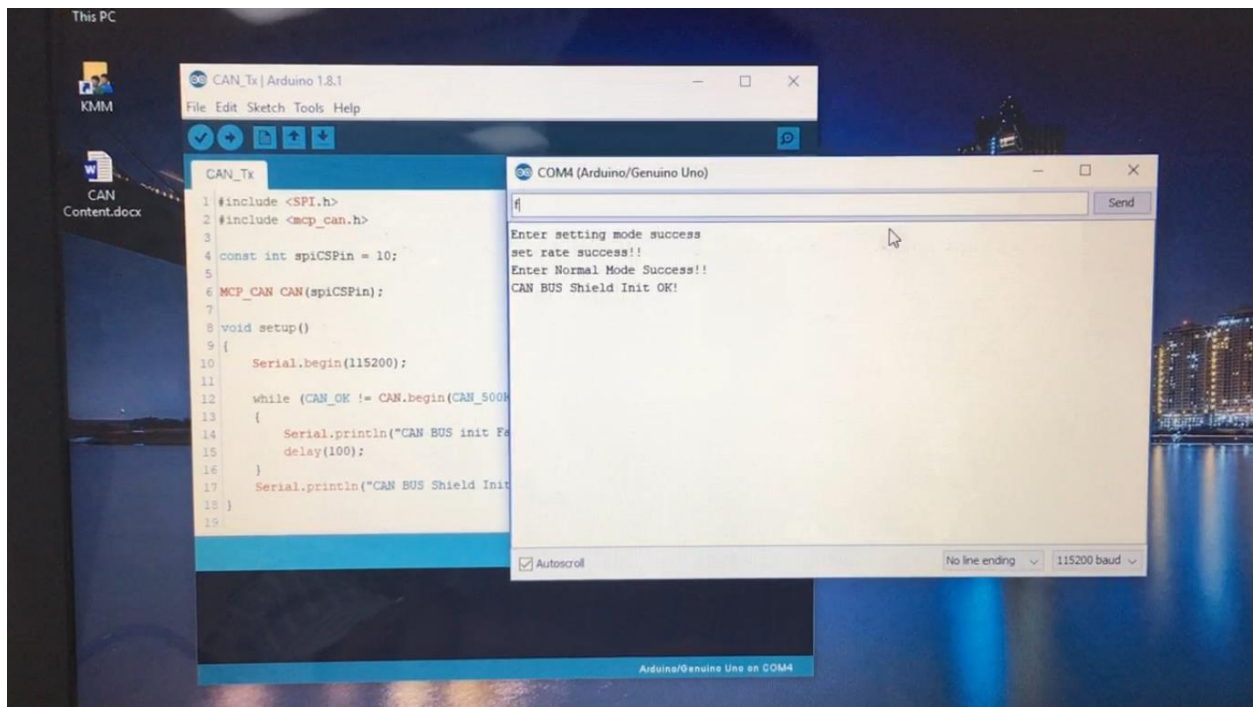 This PC
KMM
CAN
Content.docx
CAN_Tx | Arduino 1.8.1
File Edit Sketch Tools Help
CAN_Tx
1 #include <SPI.h>
2 #include <mcp_can.h>
3
4 const int spiCSPin = 10;
5
6 MCP_CAN CAN(spiCSPin);
7
8 void setup()
9 {
10 Serial.begin(115200);
11
12 while (CAN_OK != CAN.begin(CAN_500K
13 {
14 Serial.println("CAN BUS init Fa
15 delay(100);
16 }
17 Serial.println("CAN BUS Shield Init
18 }
19
Arduino/Genuino Uno on COM4
COM4 (Arduino/Genuino Uno)
f
Send
Enter setting mode success
set rate success!!
Enter Normal Mode Success!!
CAN BUS Shield Init OK!
Autoscroll
No line ending
115200 baud